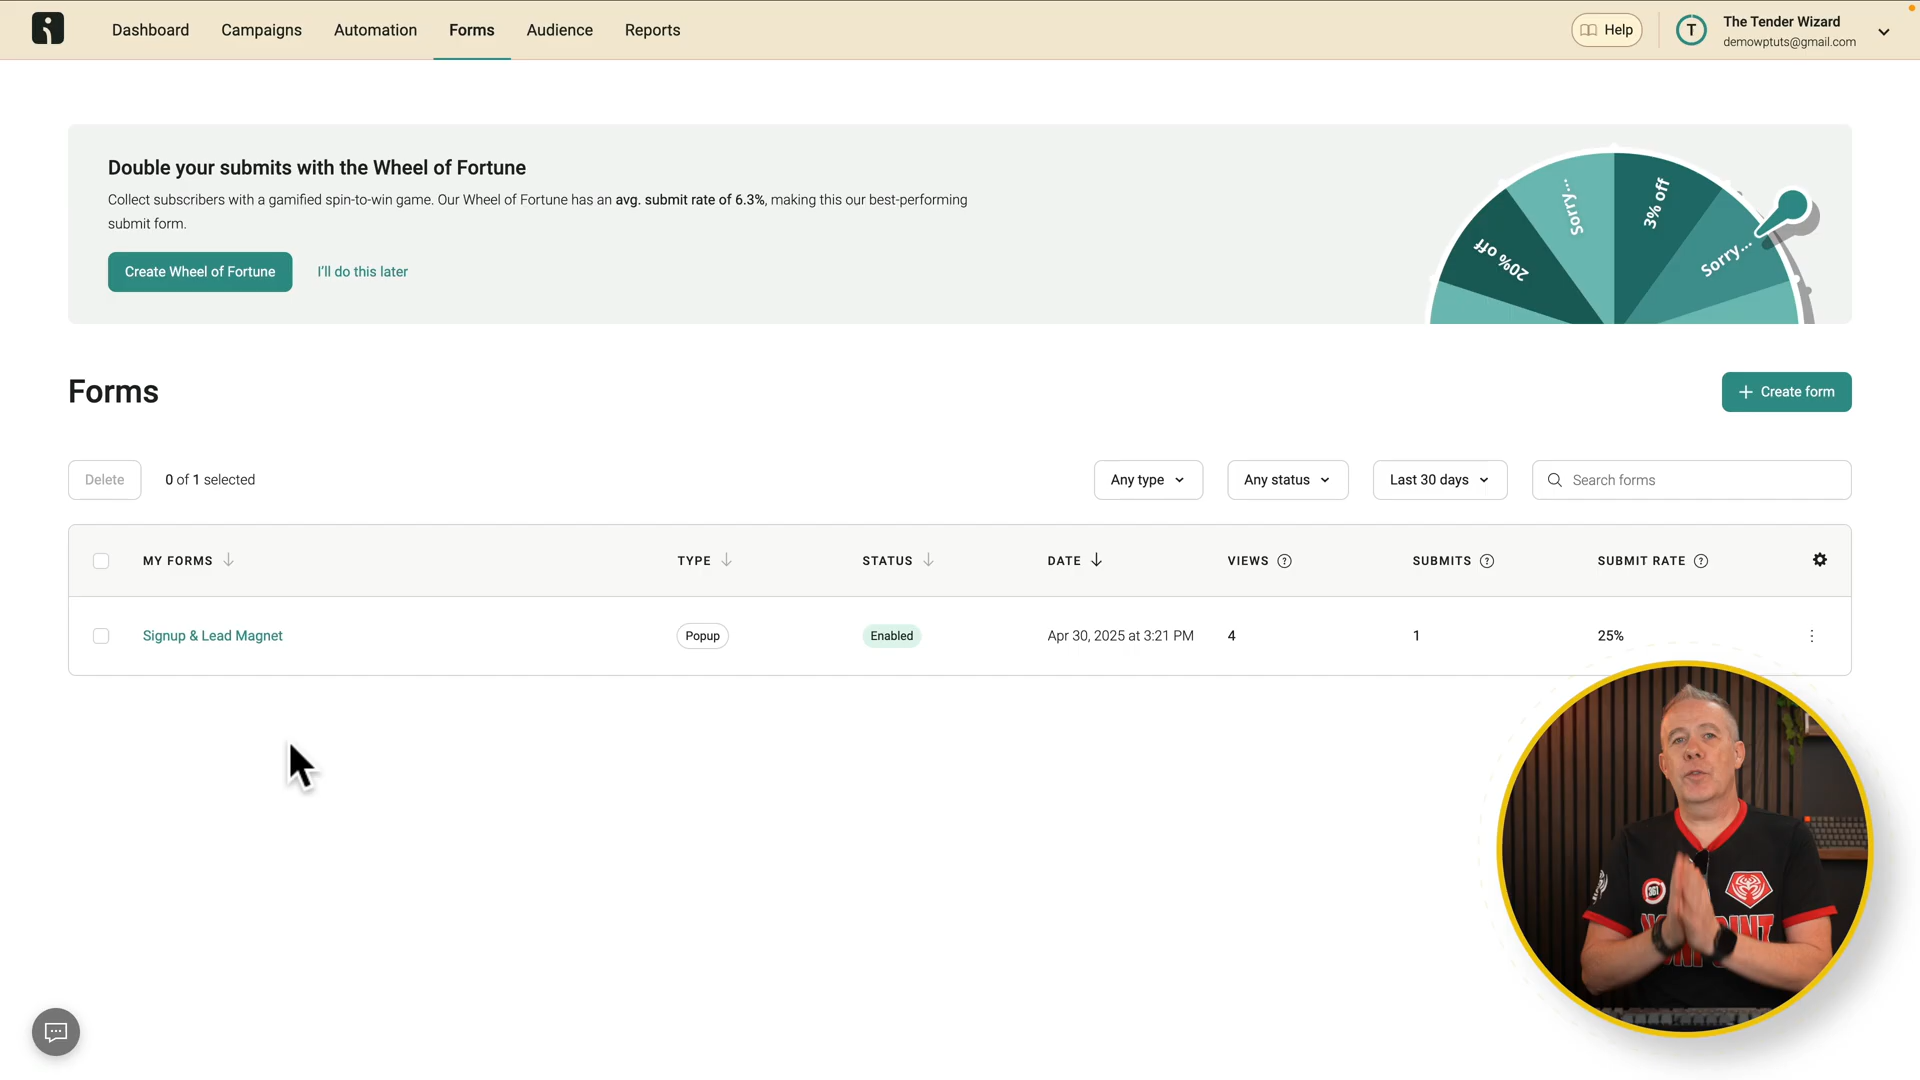 Dashboard Campaigns Automation Forms Audience Reports
Help
T
The Tender Wizard
demowptuts@gmail.com
Double your submits with the Wheel of Fortune
Collect subscribers with a gamified spin-to-win game. Our Wheel of Fortune has an avg. submit rate of 6.3%, making this our best-performing
submit form.
Create Wheel of Fortune I'll do this later
20% off
Sorry...
3% off
Sorry...
Forms
Create form
Delete 0 of 1 selected Any type Any status Last 30 days Search forms
MY FORMS TYPE STATUS DATE VIEWS SUBMITS SUBMIT RATE
Signup & Lead Magnet Popup Enabled Apr 30, 2025 at 3:21 PM 4 1 25%